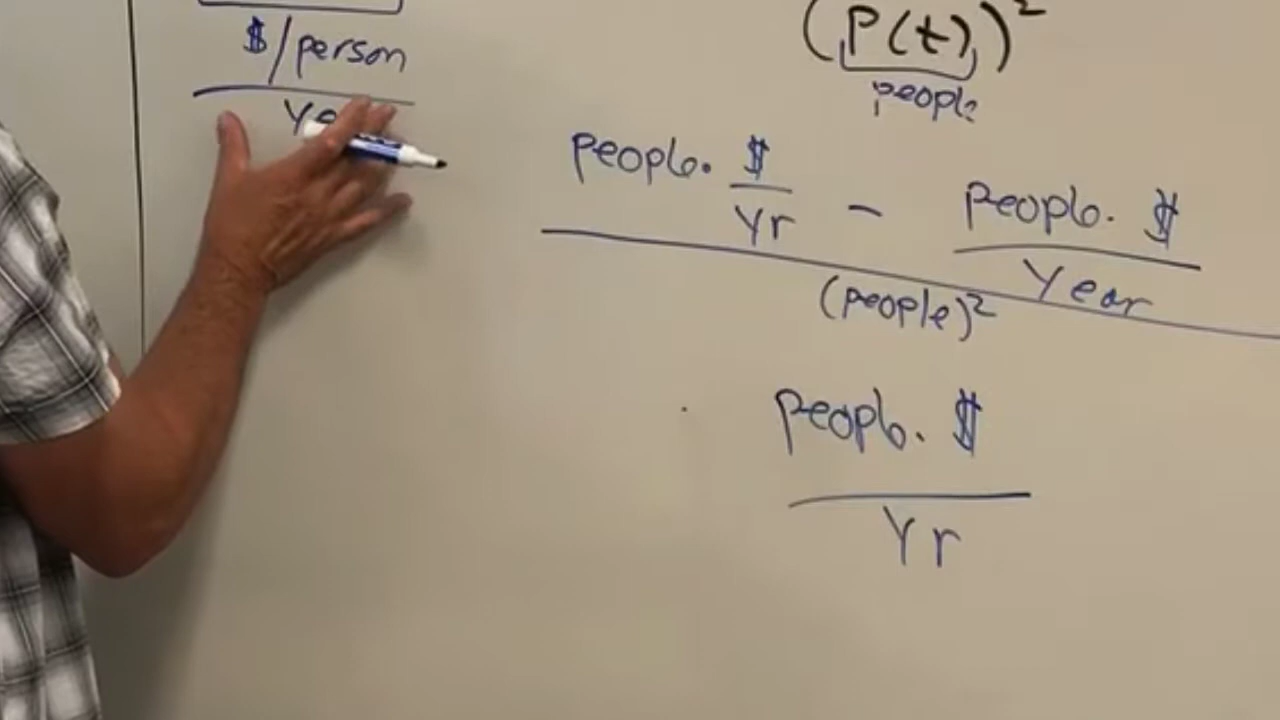 $/person
(P(t))²
people
people. $
Yr
- people. $
Year
(people)²
people. $
Yr